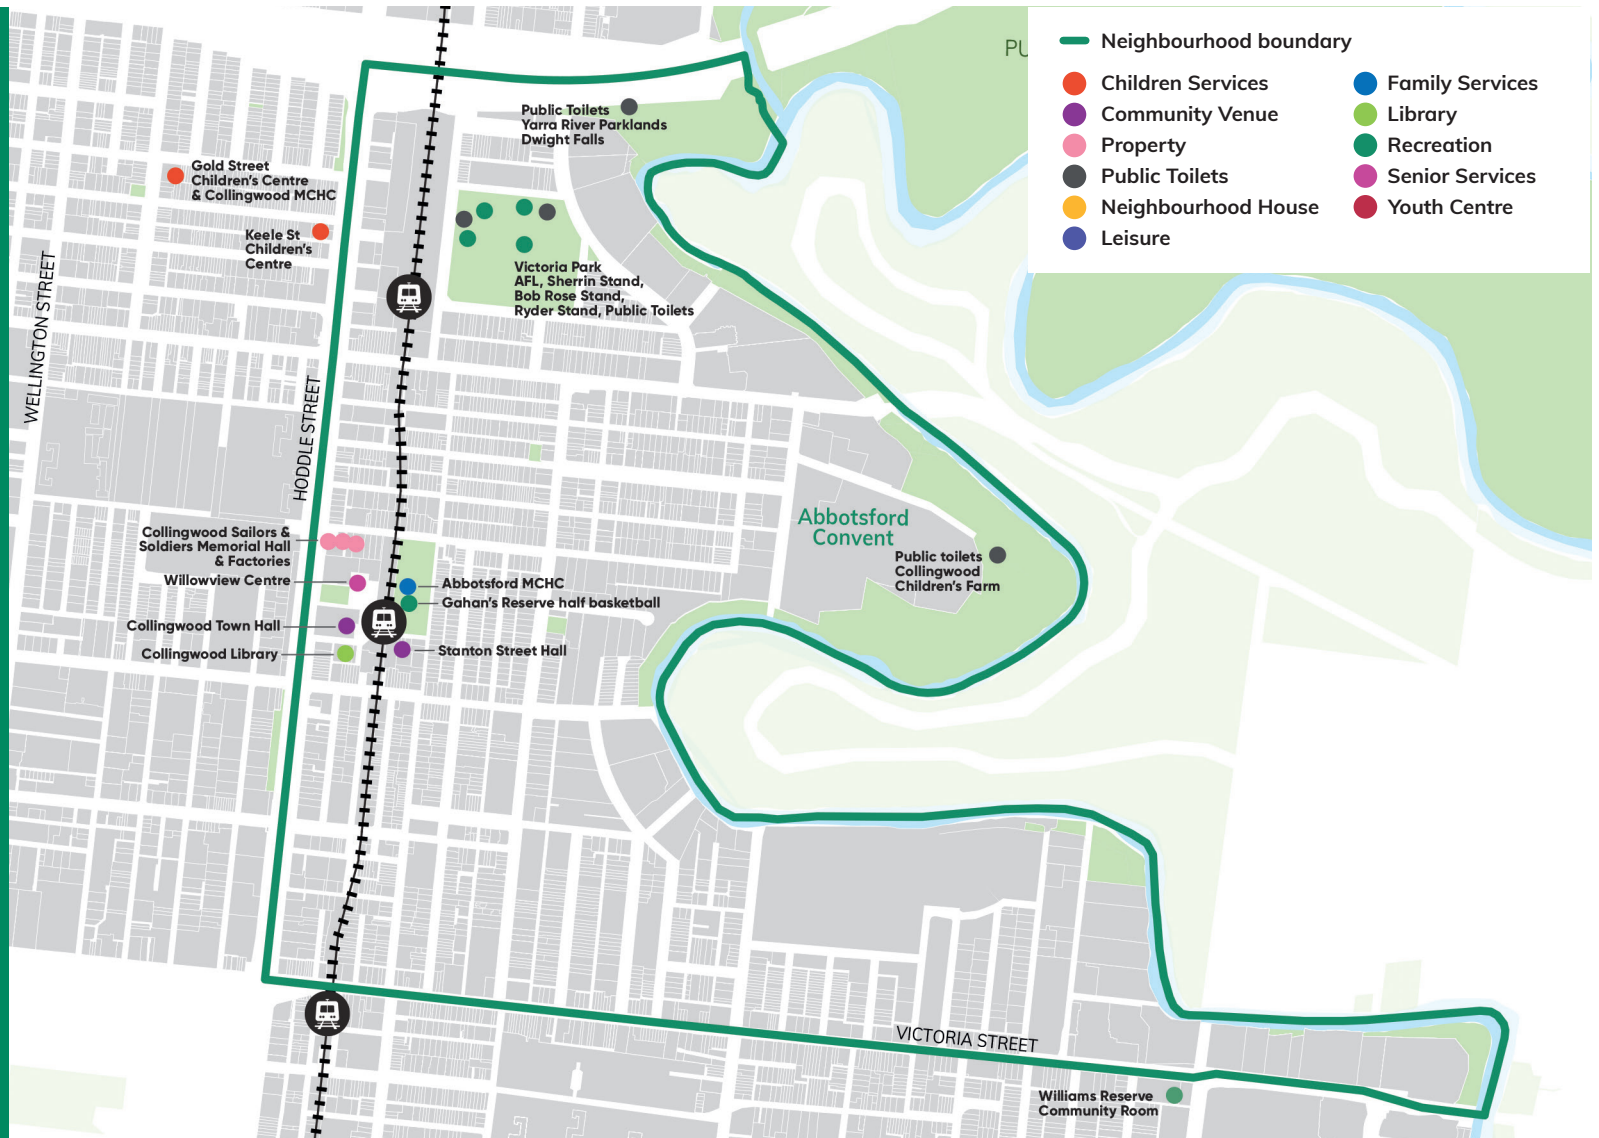 PU
Neighbourhood boundary
Children Services
Community Venue
Property
Public Toilets
Neighbourhood House
Leisure
Family Services
Library
Recreation
Senior Services
Youth Centre
Public Toilets
Yarra River Parklands
Dwight Falls
Gold Street
Children's Centre
& Collingwood MCHC
Keele St
Children's
Centre
Victoria Park
AFL, Sherrin Stand,
Bob Rose Stand,
Ryder Stand, Public Toilets
WELLINGTON STREET
HODDLE STREET
Abbotsford
Convent
Public toilets
Collingwood
Children's Farm
Collingwood Sailors &
Soldiers Memorial Hall
& Factories
Willowview Centre
Collingwood Town Hall
Collingwood Library
Abbotsford MCHC
Gahan's Reserve half basketball
Stanton Street Hall
VICTORIA STREET
Williams Reserve
Community Room